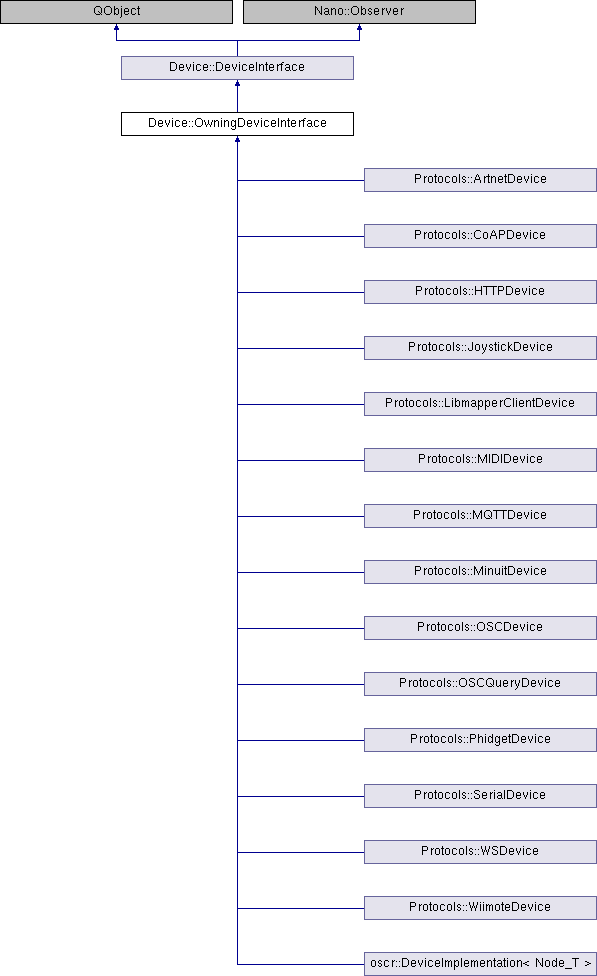 QObject
Nano::Observer
Device::DeviceInterface
Device::OwningDeviceInterface
Protocols::ArtnetDevice
Protocols::CoAPDevice
Protocols::HTTPDevice
Protocols::JoystickDevice
Protocols::LibmapperClientDevice
Protocols::MIDIDevice
Protocols::MQTTDevice
Protocols::MinuitDevice
Protocols::OSCDevice
Protocols::OSCQueryDevice
Protocols::PhidgetDevice
Protocols::SerialDevice
Protocols::WSDevice
Protocols::WiimoteDevice
oscr::DeviceImplementation< Node_T >